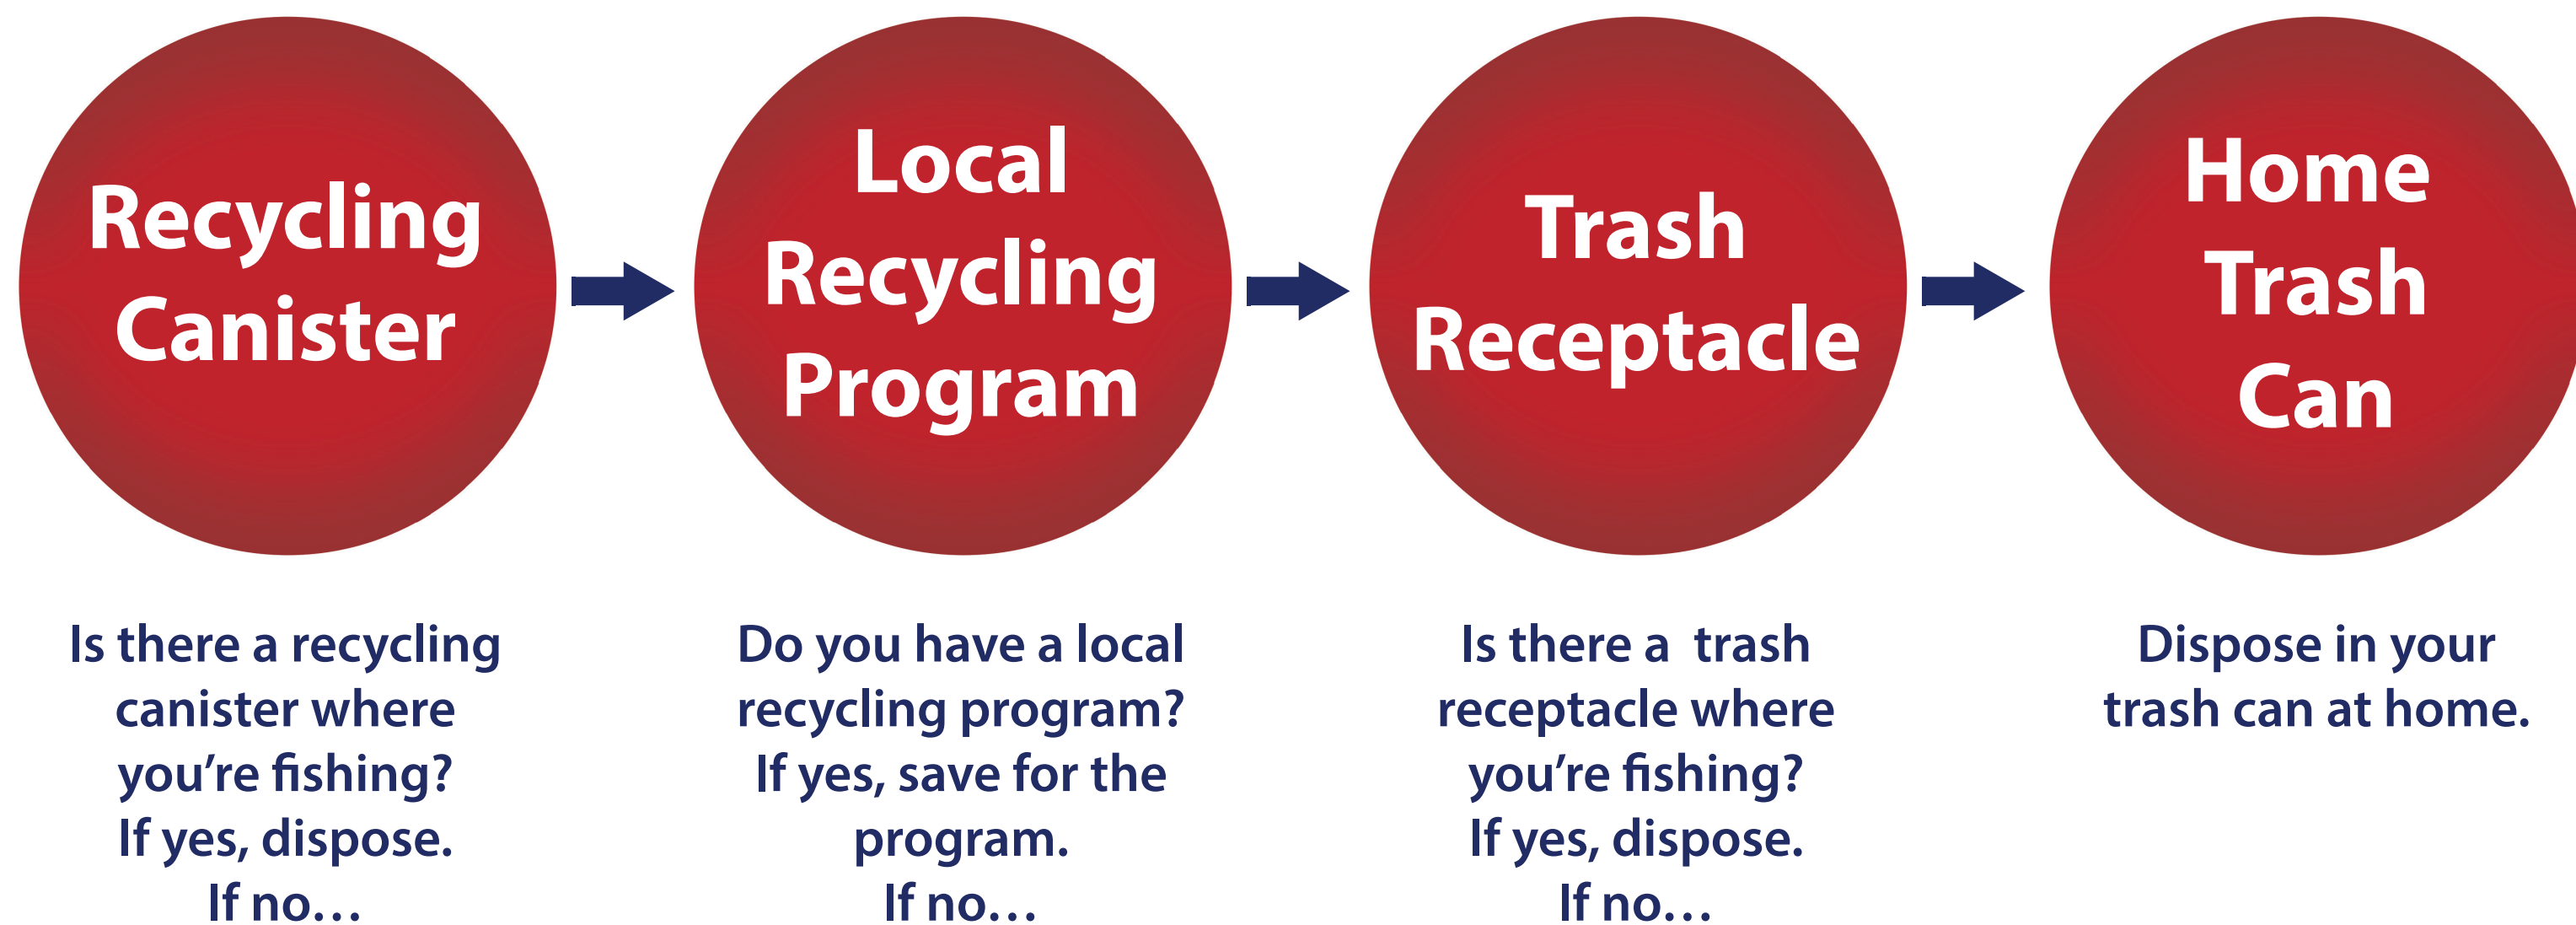 Recycling
Canister
Local
Recycling
Program
Trash
Receptacle
Home
Trash
Can
Is there a recycling
canister where
you're fishing?
If yes, dispose.
If no…
Do you have a local
recycling program?
If yes, save for the
program.
If no…
Is there a  trash
receptacle where
you're fishing?
If yes, dispose.
If no…
Dispose in your
trash can at home.